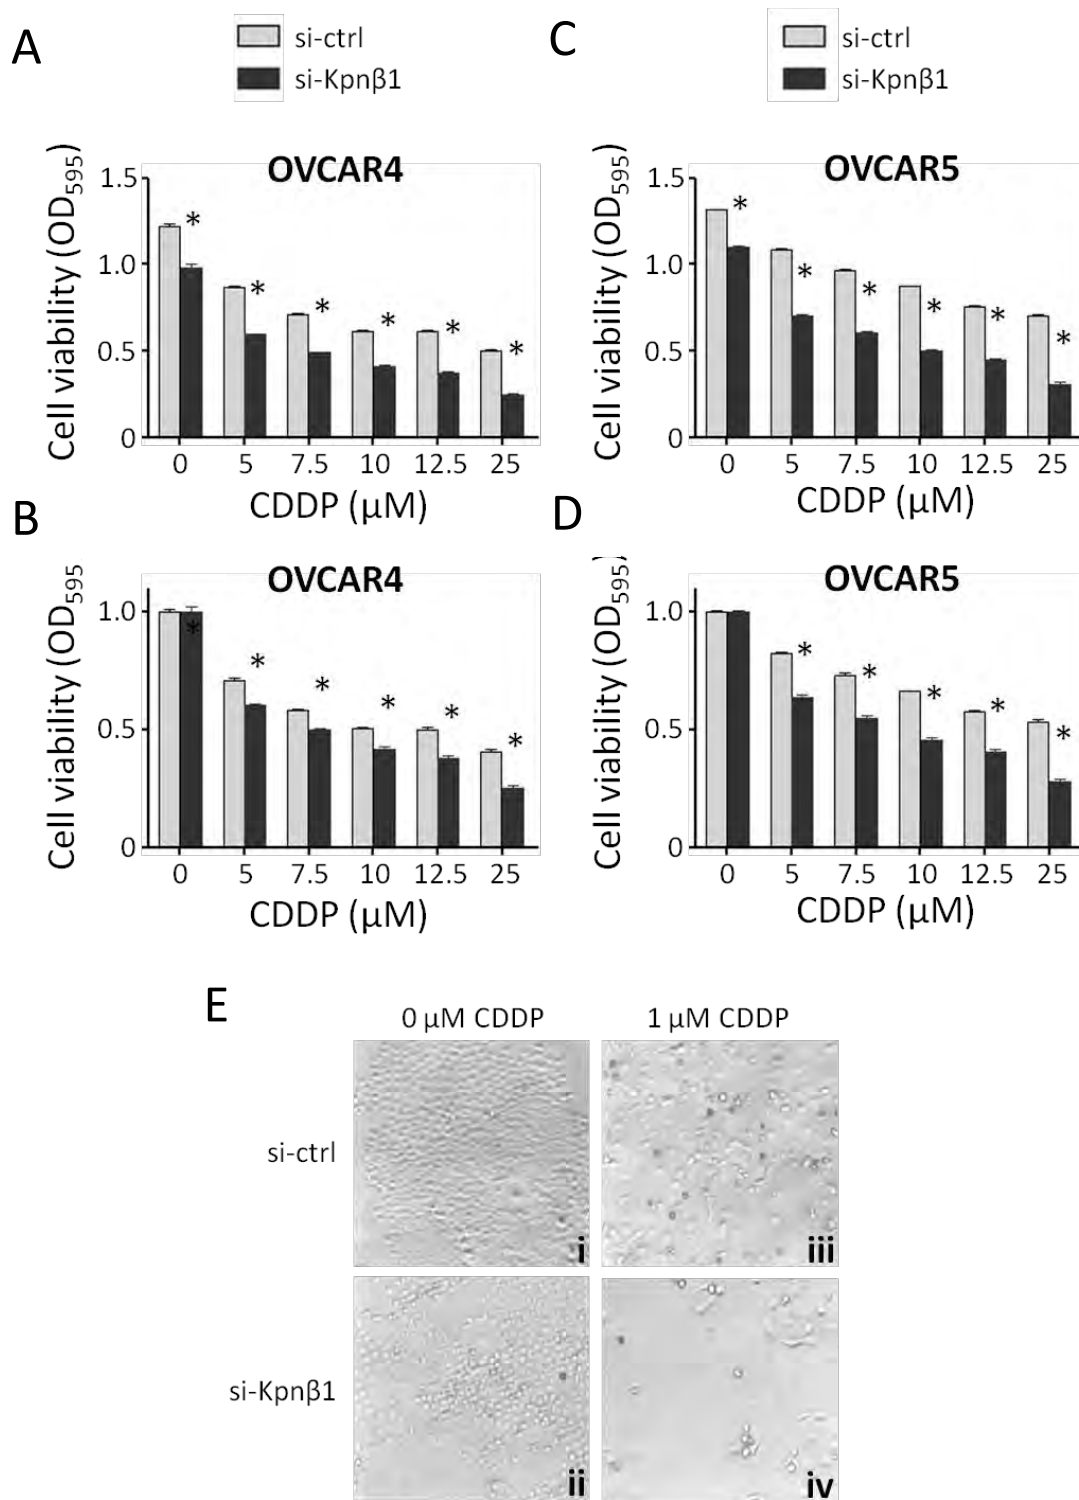 A
si-ctrl
si-Kpnβ1
OVCAR4
Cell viability (OD595)
1.5
1.0
0.5
0
* * * * * *
0 5 7.5 10 12.5 25
CDDP (µM)
C
si-ctrl
si-Kpnβ1
OVCAR5
Cell viability (OD595)
1.5
1.0
0.5
0
* * * * * *
0 5 7.5 10 12.5 25
CDDP (µM)
B
OVCAR4
Cell viability (OD595
1.0
0.5
0
* * * * * *
0 5 7.5 10 12.5 25
CDDP (µM)
D
OVCAR5
Cell viability (OD595)
1.0
0.5
0
* * * * *
0 5 7.5 10 12.5 25
CDDP (µM)
E
0 µM CDDP 1 µM CDDP
si-ctrl
i iii
si-Kpnβ1
ii iv